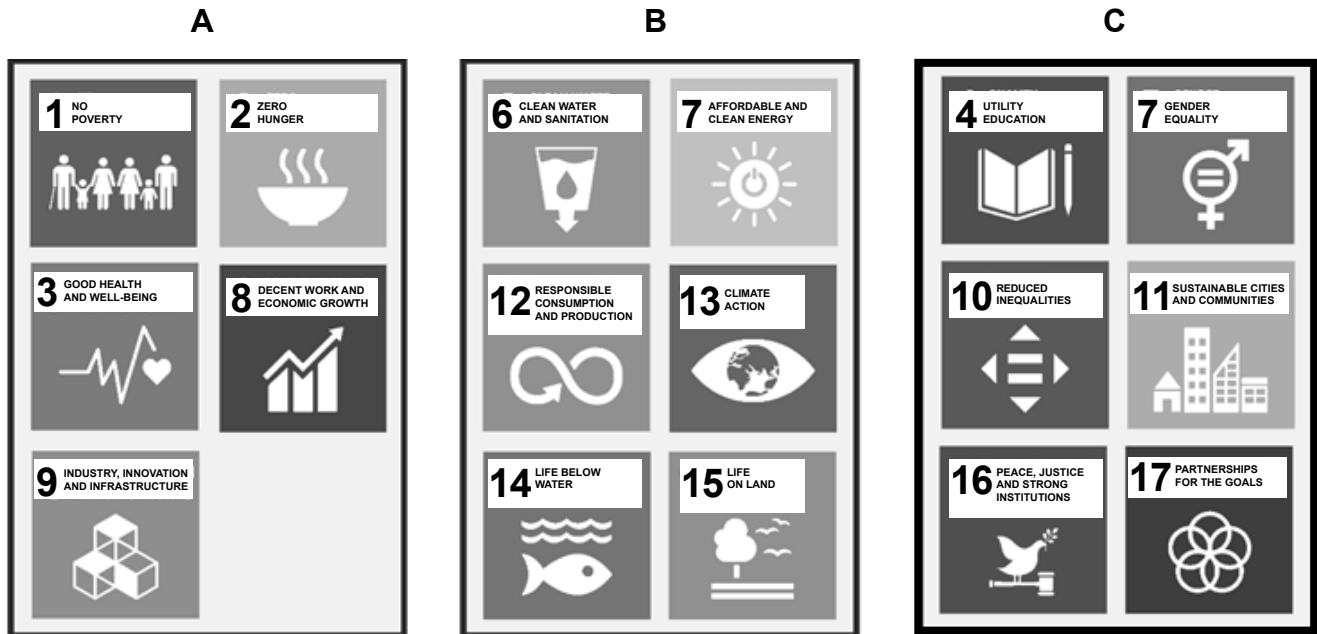 A
1 NO
POVERTY
2 ZERO
HUNGER
3 GOOD HEALTH
AND WELL-BEING
8 DECENT WORK AND
ECONOMIC GROWTH
9 INDUSTRY, INNOVATION
AND INFRASTRUCTURE
B
6 CLEAN WATER
AND SANITATION
7 AFFORDABLE AND
CLEAN ENERGY
12 RESPONSIBLE
CONSUMPTION
AND PRODUCTION
13 CLIMATE
ACTION
14 LIFE BELOW
WATER
15 LIFE
ON LAND
C
4 UTILITY
EDUCATION
7 GENDER
EQUALITY
10 REDUCED
INEQUALITIES
11 SUSTAINABLE CITIES
AND COMMUNITIES
16 PEACE, JUSTICE
AND STRONG
INSTITUTIONS
17 PARTNERSHIPS
FOR THE GOALS